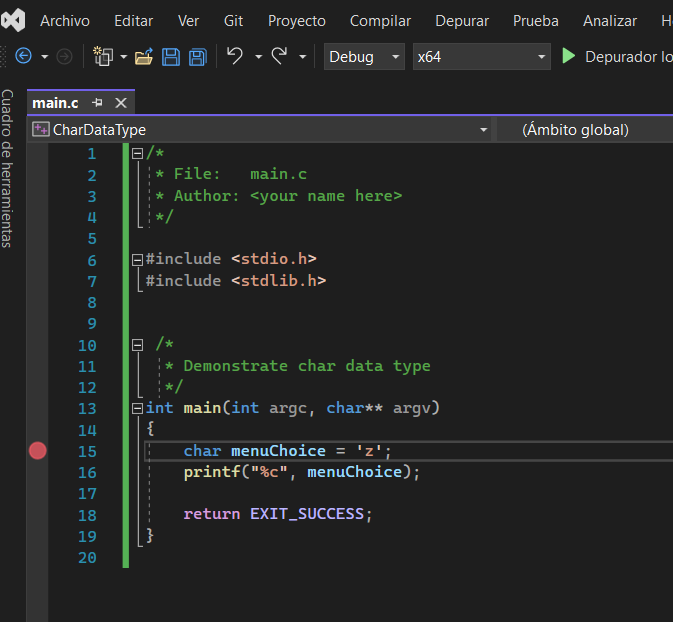 Archivo Editar Ver Git Proyecto Compilar Depurar Prueba Analizar
Debug x64 Depurador lo
Cuadro de herramientas
main.c
CharDataType (Ámbito global)
1 /*
2 * File:   main.c
3 * Author: <your name here>
4 */
5
6 #include <stdio.h>
7 #include <stdlib.h>
8
9
10 /*
11 * Demonstrate char data type
12 */
13 int main(int argc, char** argv)
14 {
15 char menuChoice = 'z';
16 printf("%c", menuChoice);
17
18 return EXIT_SUCCESS;
19 }
20